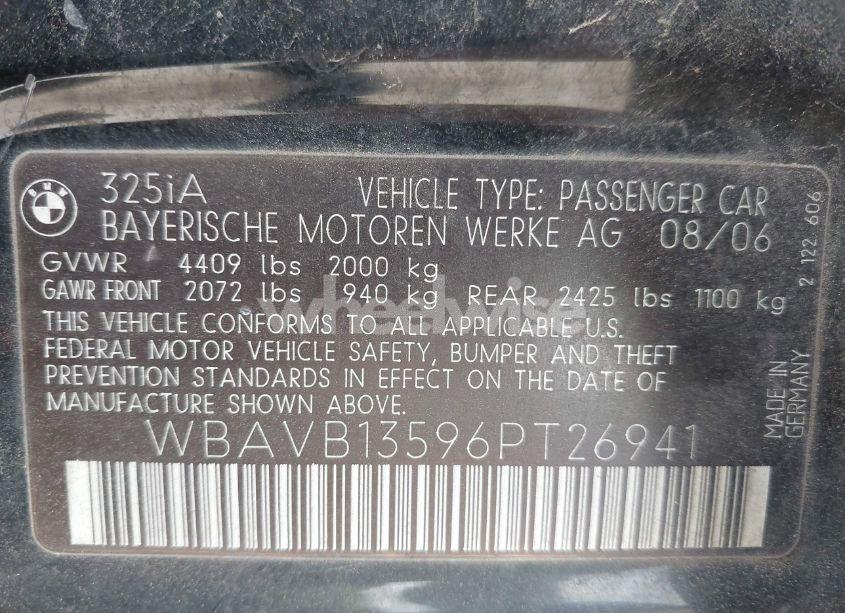 BMW
325iA VEHICLE TYPE: PASSENGER CAR
BAYERISCHE MOTOREN WERKE AG 08/06
GVWR 4409 lbs 2000 kg
GAWR FRONT 2072 lbs 940 kg REAR 2425 lbs 1100 kg
THIS VEHICLE CONFORMS TO ALL APPLICABLE U.S.
FEDERAL MOTOR VEHICLE SAFETY, BUMPER AND THEFT
PREVENTION STANDARDS IN EFFECT ON THE DATE OF
MANUFACTURE SHOWN ABOVE.
WBAVB13596PT26941
2 122 606
MADE IN
GERMANY
wheelwise